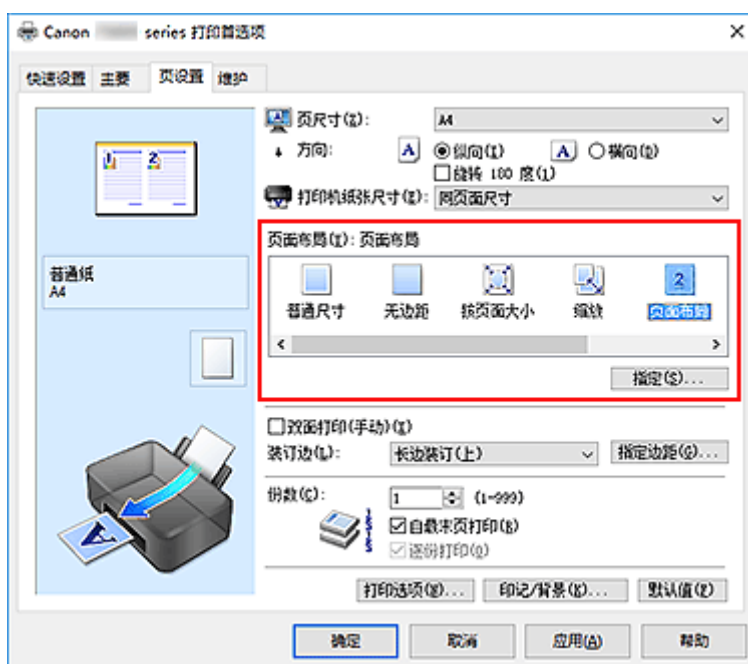 Canon series 打印首选项
快速设置 主要 页设置 维护
页尺寸(Z): A4
方向: A 纵向(I) A 横向(D)
旋转 180 度(1)
打印机纸张尺寸(E): 同页面尺寸
1 2
页面布局(T): 页面布局
普通纸
A4
2
普通尺寸 无边距 按页面大小 缩放 页面布局
指定(S)...
双面打印(手动)(X)
装订边(L): 长边装订(上) 指定边距(G)...
份数(C): 1 (1-999)
自最末页打印(R)
逐份打印(O)
A
打印选项(W)... 印记/背景(K)... 默认值(F)
确定 取消 应用(A) 帮助